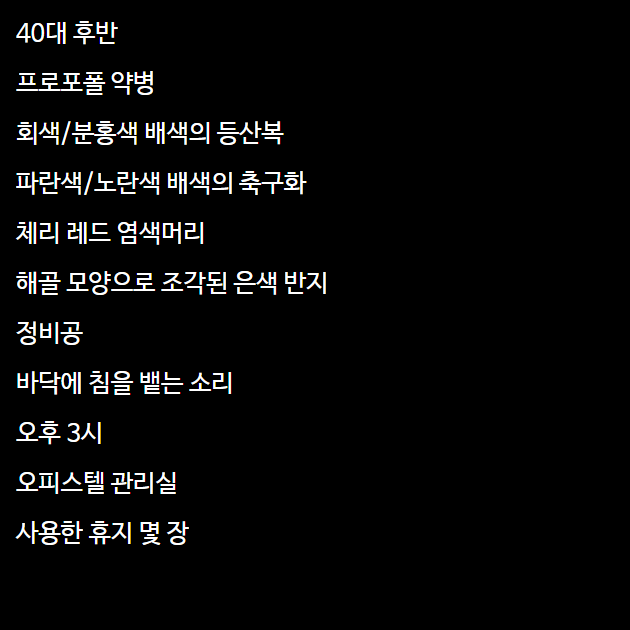 40대 후반
프로포폴 약병
회색/분홍색 배색의 등산복
파란색/노란색 배색의 축구화
체리 레드 염색머리
해골 모양으로 조각된 은색 반지
정비공
바닥에 침을 뱉는 소리
오후 3시
오피스텔 관리실
사용한 휴지 몇 장